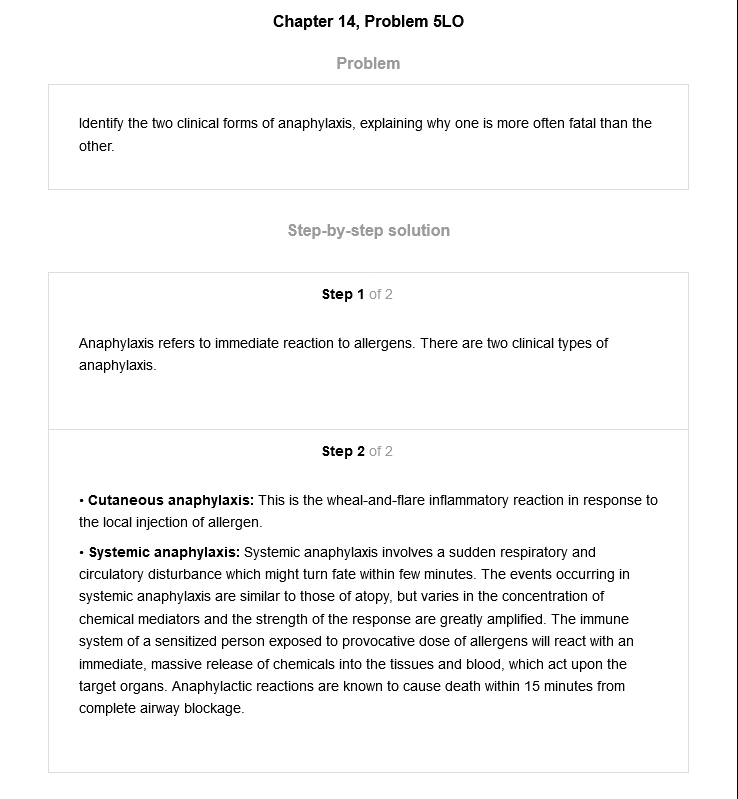 Chapter 14, Problem 5LO
Problem
Identify the two clinical forms of anaphylaxis, explaining why one is more often fatal than the
other.
Step-by-step solution
Step 1 of 2
Anaphylaxis refers to immediate reaction to allergens. There are two clinical types of
anaphylaxis.
Step 2 of 2
• Cutaneous anaphylaxis: This is the wheal-and-flare inflammatory reaction in response to
the local injection of allergen.
• Systemic anaphylaxis: Systemic anaphylaxis involves a sudden respiratory and
circulatory disturbance which might turn fate within few minutes. The events occurring in
systemic anaphylaxis are similar to those of atopy, but varies in the concentration of
chemical mediators and the strength of the response are greatly amplified. The immune
system of a sensitized person exposed to provocative dose of allergens will react with an
immediate, massive release of chemicals into the tissues and blood, which act upon the
target organs. Anaphylactic reactions are known to cause death within 15 minutes from
complete airway blockage.